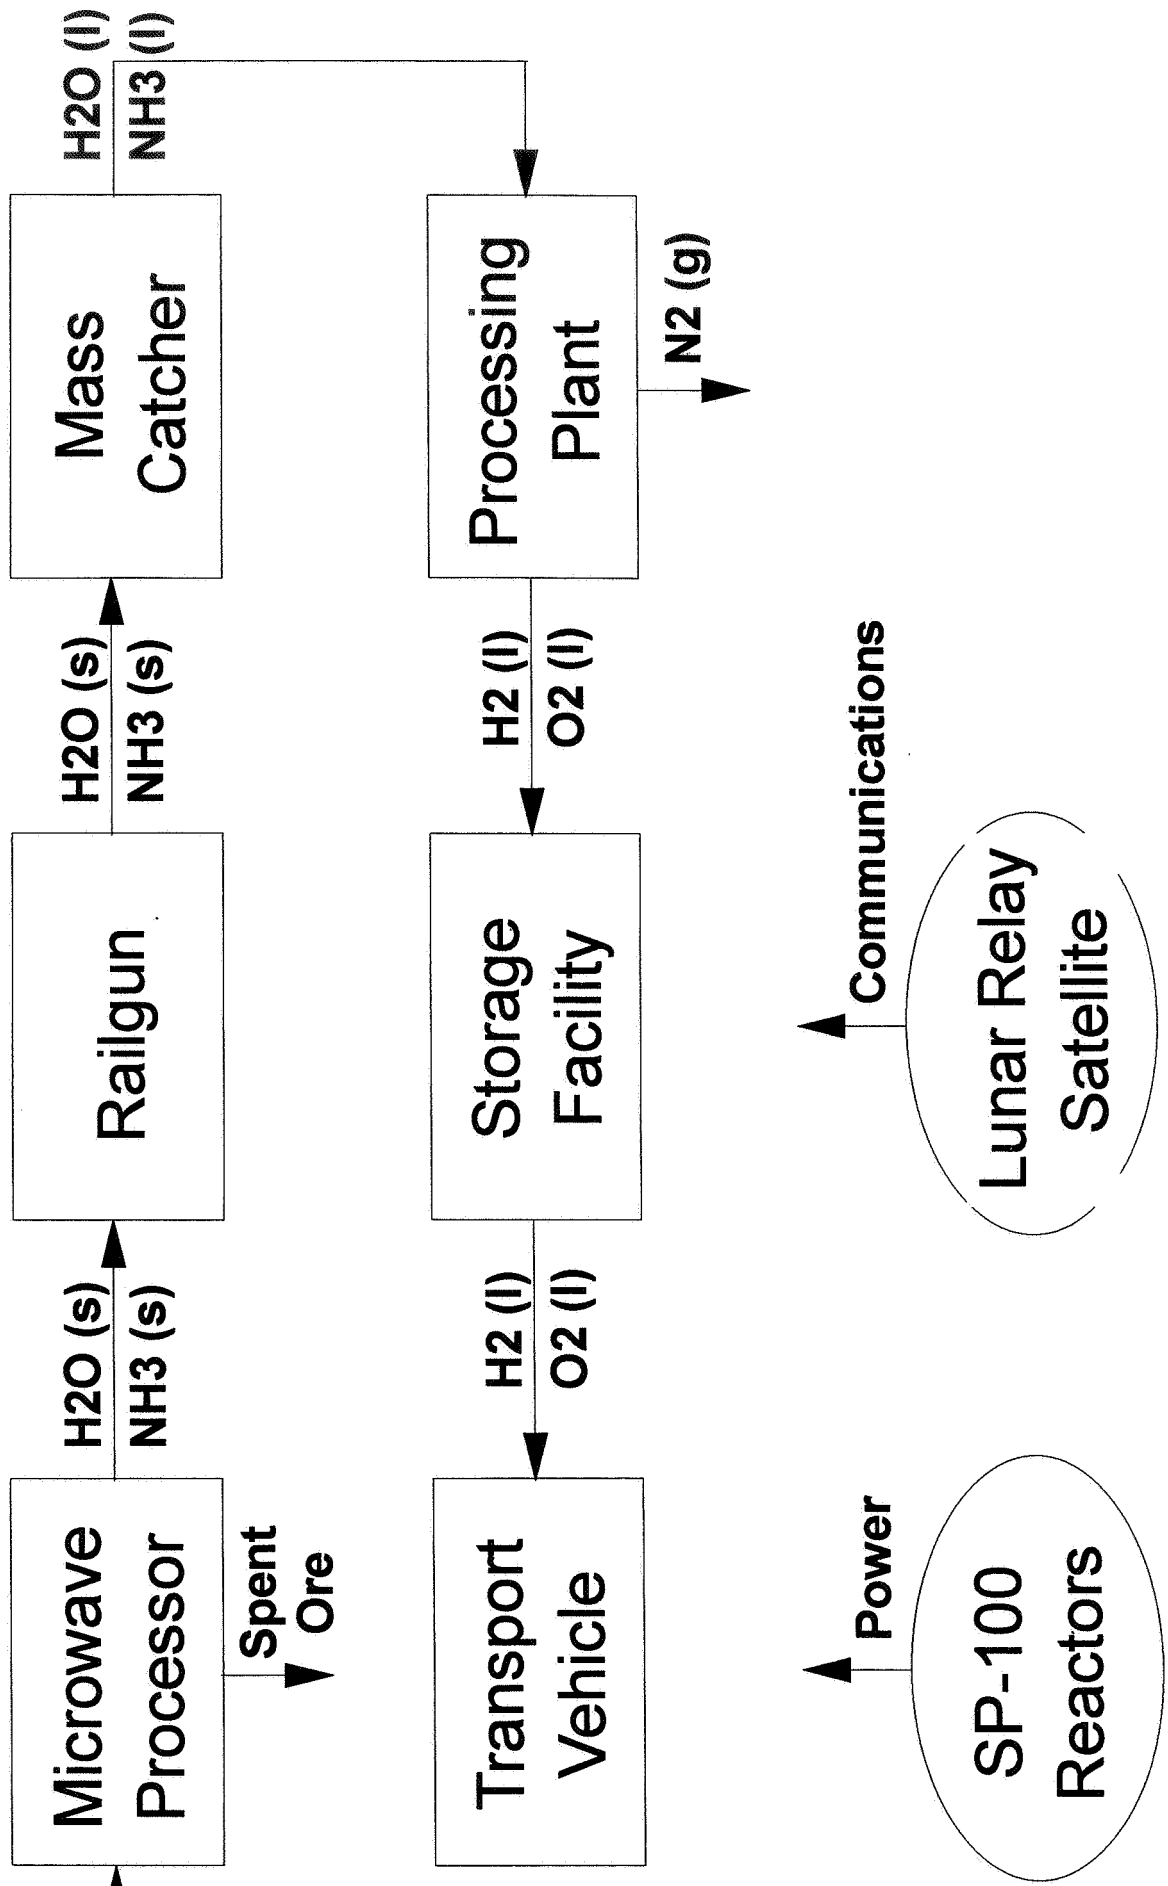 Microwave
Processor
H2O (s)
NH3 (s)
Railgun
H2O (s)
NH3 (s)
Mass
Catcher
H2O (l)
NH3 (l)
Spent
Ore
Transport
Vehicle
H2 (l)
O2 (l)
Storage
Facility
H2 (l)
O2 (l)
Processing
Plant
N2 (g)
Power
SP-100
Reactors
Communications
Lunar Relay
Satellite